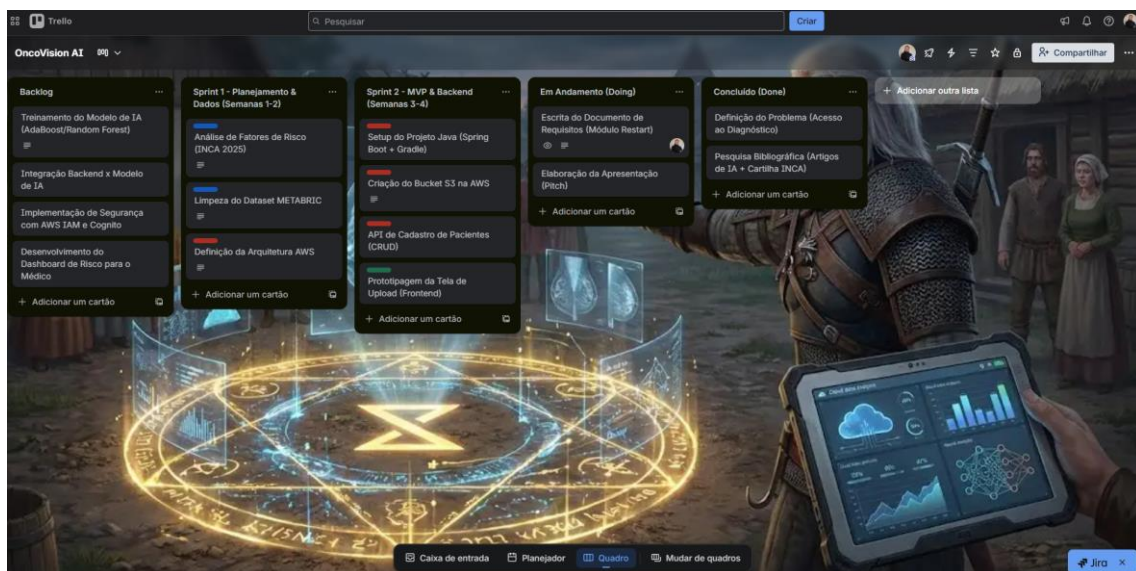 Trello
Pesquisar
Criar
OncoVision AI
Compartilhar
Backlog
Treinamento do Modelo de IA
(AdaBoost/Random Forest)
Integração Backend x Modelo
de IA
Implementação de Segurança
com AWS IAM e Cognito
Desenvolvimento do
Dashboard de Risco para o
Médico
Adicionar um cartão
Sprint 1 - Planejamento &
Dados (Semanas 1-2)
Análise de Fatores de Risco
(INCA 2025)
Limpeza do Dataset METABRIC
Definição da Arquitetura AWS
Adicionar um cartão
Sprint 2 - MVP & Backend
(Semanas 3-4)
Setup do Projeto Java (Spring
Boot + Gradle)
Criação do Bucket S3 na AWS
API de Cadastro de Pacientes
(CRUD)
Prototipagem da Tela de
Upload (Frontend)
Adicionar um cartão
Em Andamento (Doing)
Escrita do Documento de
Requisitos (Módulo Restart)
Elaboração da Apresentação
(Pitch)
Adicionar um cartão
Concluído (Done)
Definição do Problema (Acesso
ao Diagnóstico)
Pesquisa Bibliográfica (Artigos
de IA + Cartilha INCA)
Adicionar um cartão
Adicionar outra lista
Caixa de entrada
Planejador
Quadro
Mudar de quadros
Jira